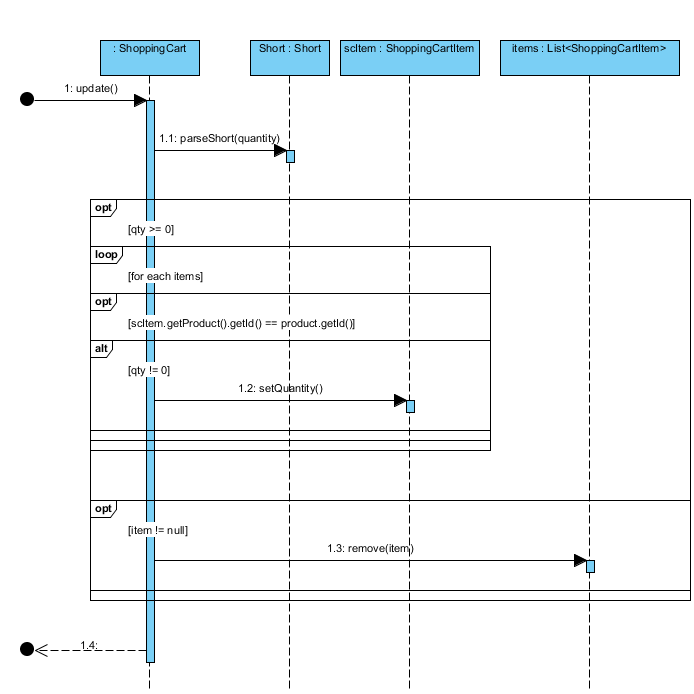 : ShoppingCart
Short : Short
scItem : ShoppingCartItem
items : List<ShoppingCartItem>
1: update()
1.1: parseShort(quantity)
opt
[qty >= 0]
loop
[for each items]
opt
[scItem.getProduct().getId() == product.getId()]
alt
[qty != 0]
1.2: setQuantity()
opt
[item != null]
1.3: remove(item)
1.4: